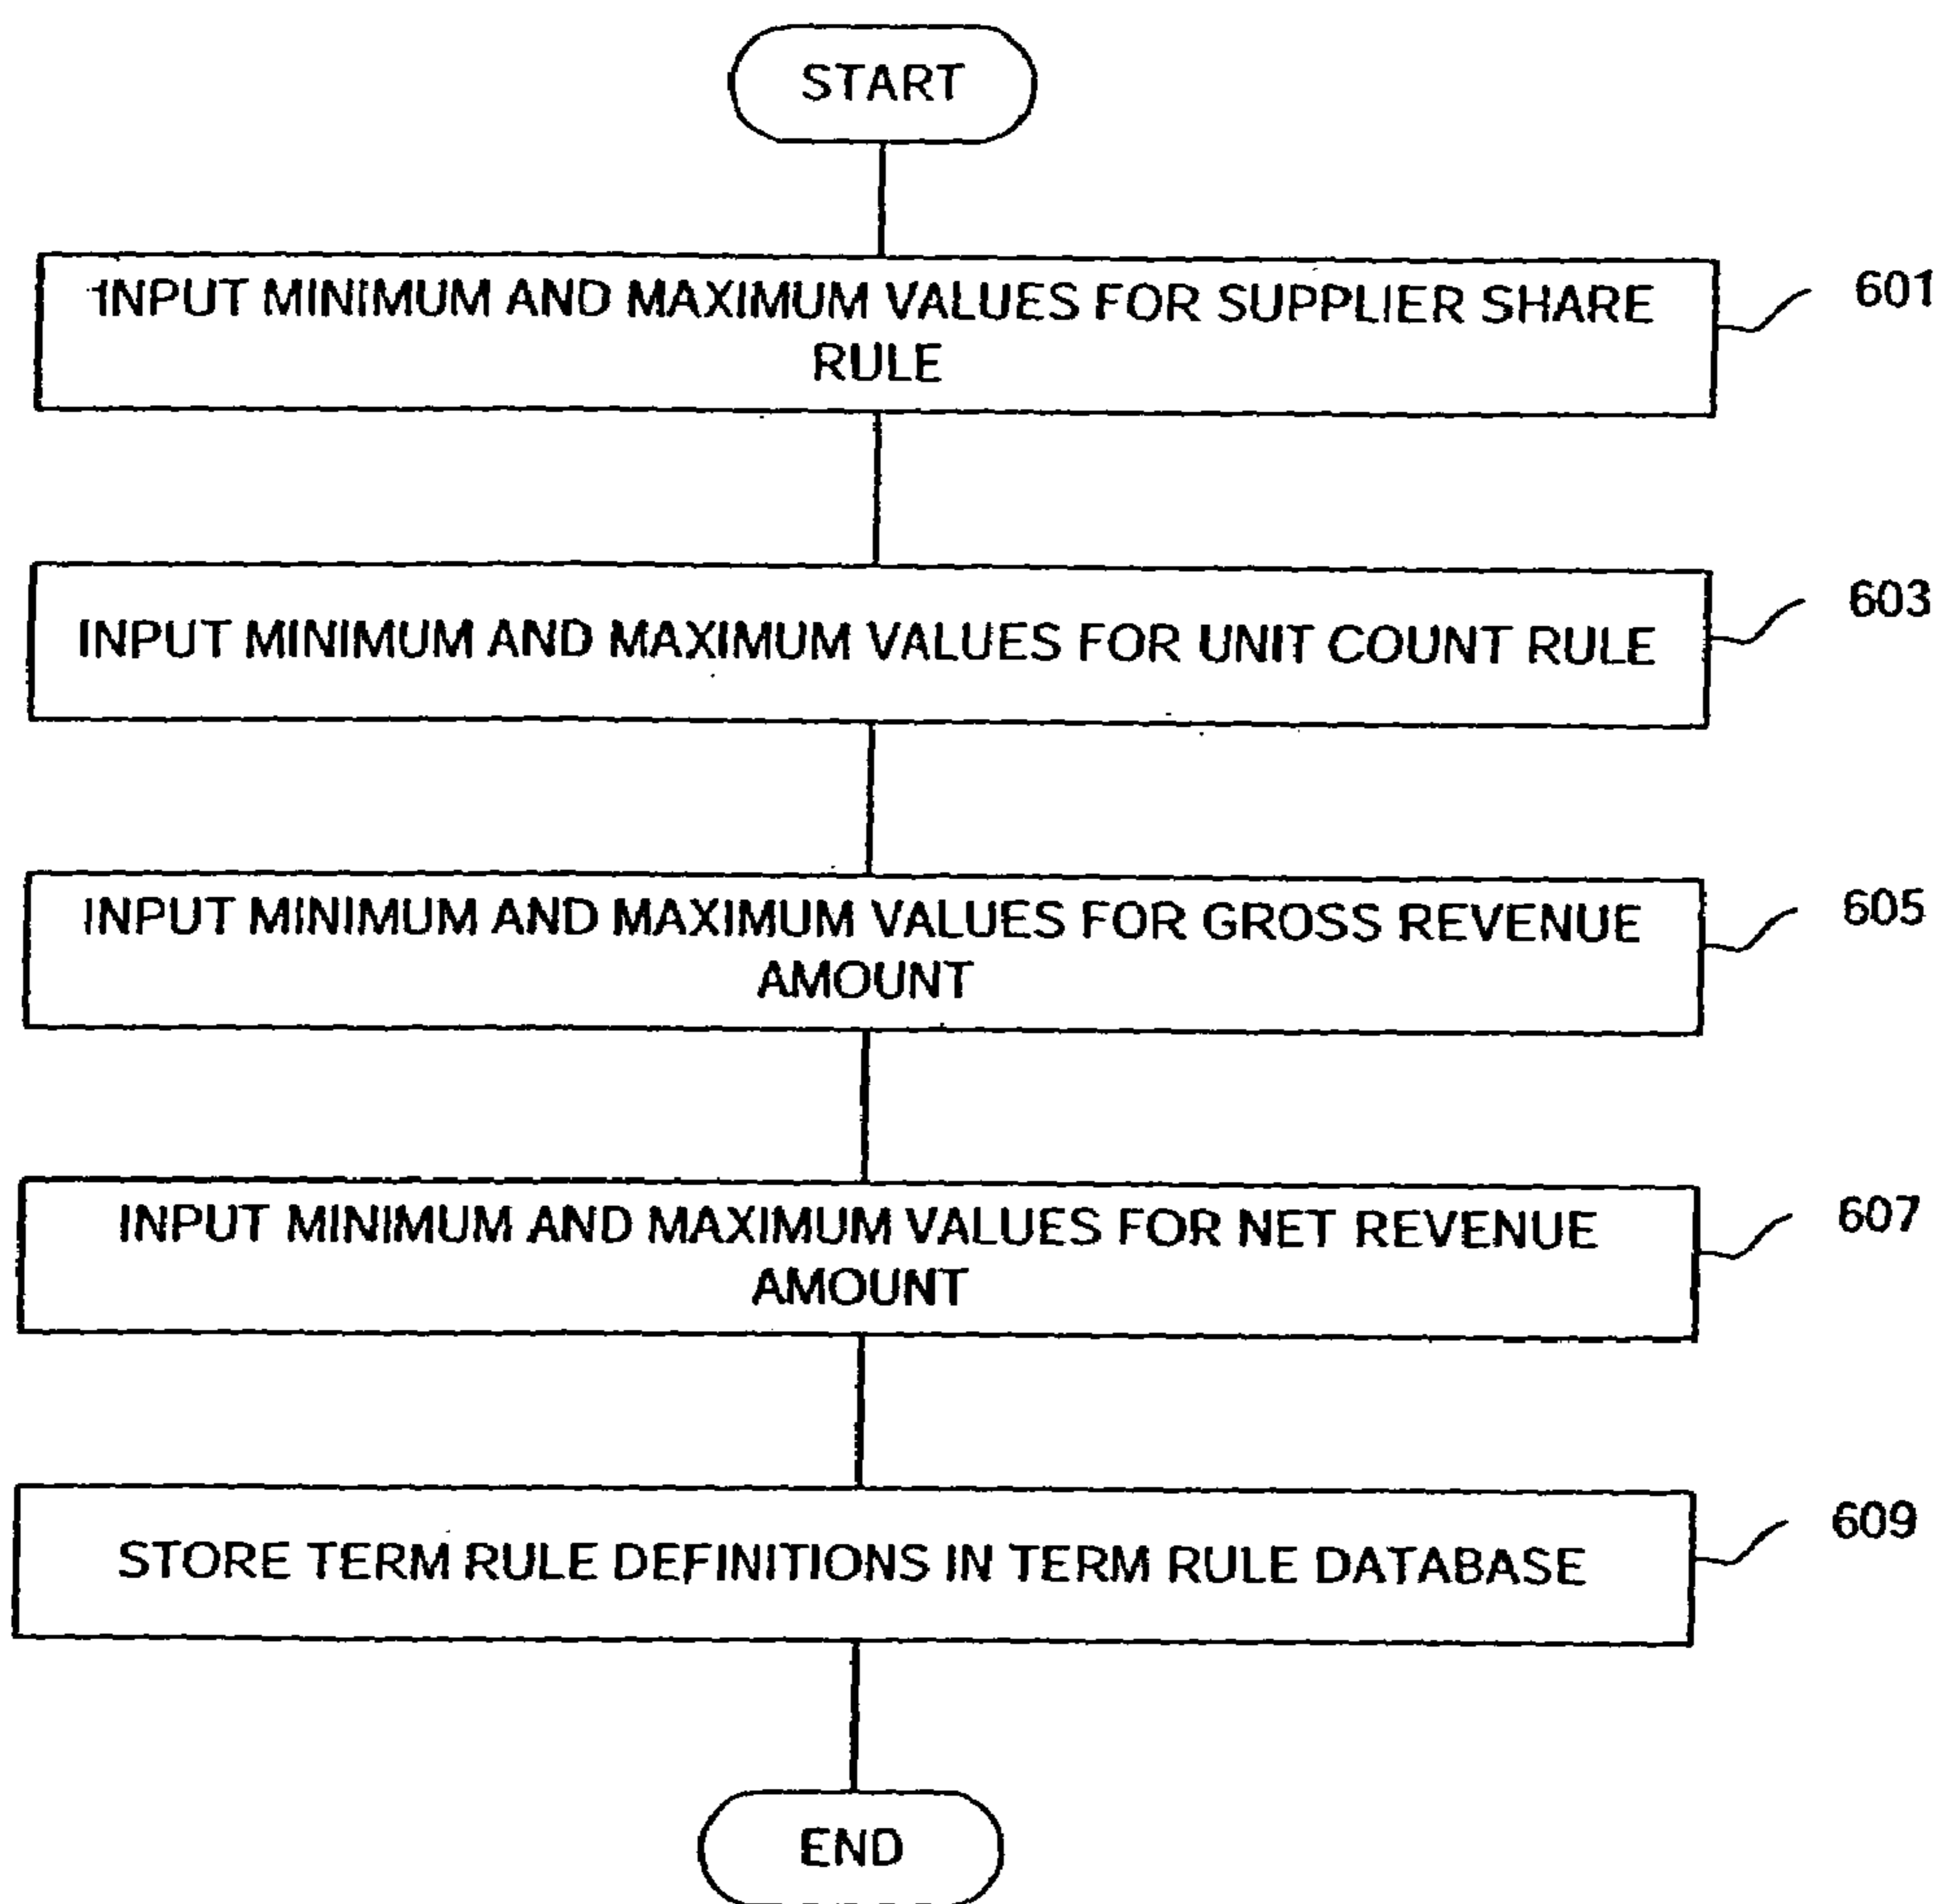 START
INPUT MINIMUM AND MAXIMUM VALUES FOR SUPPLIER SHARE
RULE
601
INPUT MINIMUM AND MAXIMUM VALUES FOR UNIT COUNT RULE
603
INPUT MINIMUM AND MAXIMUM VALUES FOR GROSS REVENUE
AMOUNT
605
INPUT MINIMUM AND MAXIMUM VALUES FOR NET REVENUE
AMOUNT
607
STORE TERM RULE DEFINITIONS IN TERM RULE DATABASE
609
END